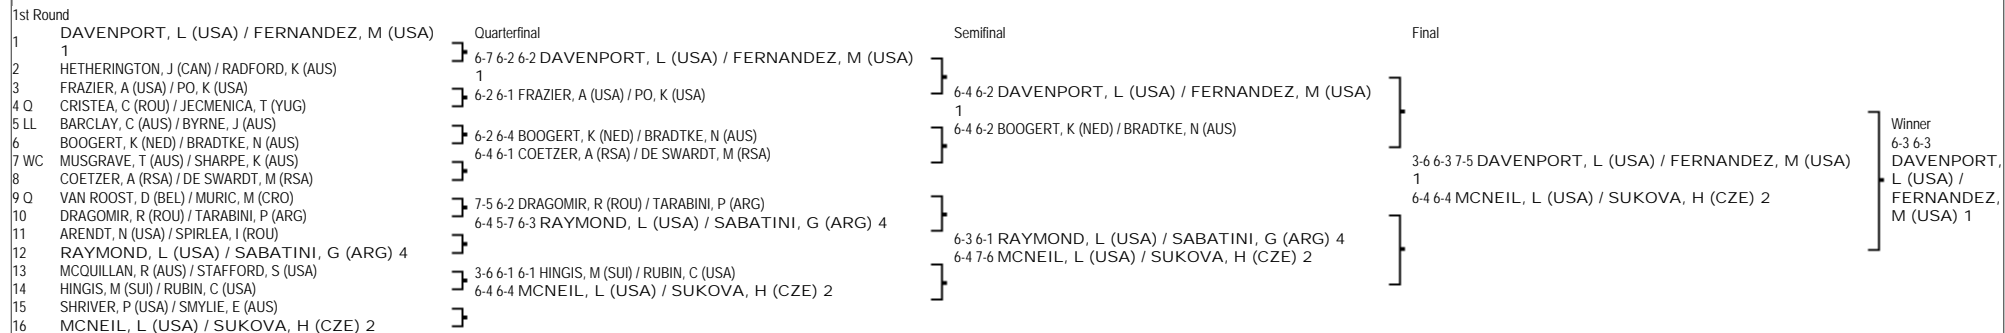 1st Round
1 DAVENPORT, L (USA) / FERNANDEZ, M (USA)
1
2 HETHERINGTON, J (CAN) / RADFORD, K (AUS)
3 FRAZIER, A (USA) / PO, K (USA)
4 Q CRISTEA, C (ROU) / JECMENICA, T (YUG)
5 LL BARCLAY, C (AUS) / BYRNE, J (AUS)
6 BOOGERT, K (NED) / BRADTKE, N (AUS)
7 WC MUSGRAVE, T (AUS) / SHARPE, K (AUS)
8 COETZER, A (RSA) / DE SWARDT, M (RSA)
9 Q VAN ROOST, D (BEL) / MURIC, M (CRO)
10 DRAGOMIR, R (ROU) / TARABINI, P (ARG)
11 ARENDT, N (USA) / SPIRLEA, I (ROU)
12 RAYMOND, L (USA) / SABATINI, G (ARG) 4
13 MCQUILLAN, R (AUS) / STAFFORD, S (USA)
14 HINGIS, M (SUI) / RUBIN, C (USA)
15 SHRIVER, P (USA) / SMYLIE, E (AUS)
16 MCNEIL, L (USA) / SUKOVA, H (CZE) 2
Quarterfinal
6-7 6-2 6-2 DAVENPORT, L (USA) / FERNANDEZ, M (USA)
1
6-2 6-1 FRAZIER, A (USA) / PO, K (USA)
6-2 6-4 BOOGERT, K (NED) / BRADTKE, N (AUS)
6-4 6-1 COETZER, A (RSA) / DE SWARDT, M (RSA)
7-5 6-2 DRAGOMIR, R (ROU) / TARABINI, P (ARG)
6-4 5-7 6-3 RAYMOND, L (USA) / SABATINI, G (ARG) 4
3-6 6-1 6-1 HINGIS, M (SUI) / RUBIN, C (USA)
6-4 6-4 MCNEIL, L (USA) / SUKOVA, H (CZE) 2
Semifinal
6-4 6-2 DAVENPORT, L (USA) / FERNANDEZ, M (USA)
1
6-4 6-2 BOOGERT, K (NED) / BRADTKE, N (AUS)
6-3 6-1 RAYMOND, L (USA) / SABATINI, G (ARG) 4
6-4 7-6 MCNEIL, L (USA) / SUKOVA, H (CZE) 2
Final
3-6 6-3 7-5 DAVENPORT, L (USA) / FERNANDEZ, M (USA)
1
6-4 6-4 MCNEIL, L (USA) / SUKOVA, H (CZE) 2
Winner
6-3 6-3
DAVENPORT,
L (USA) /
FERNANDEZ,
M (USA) 1